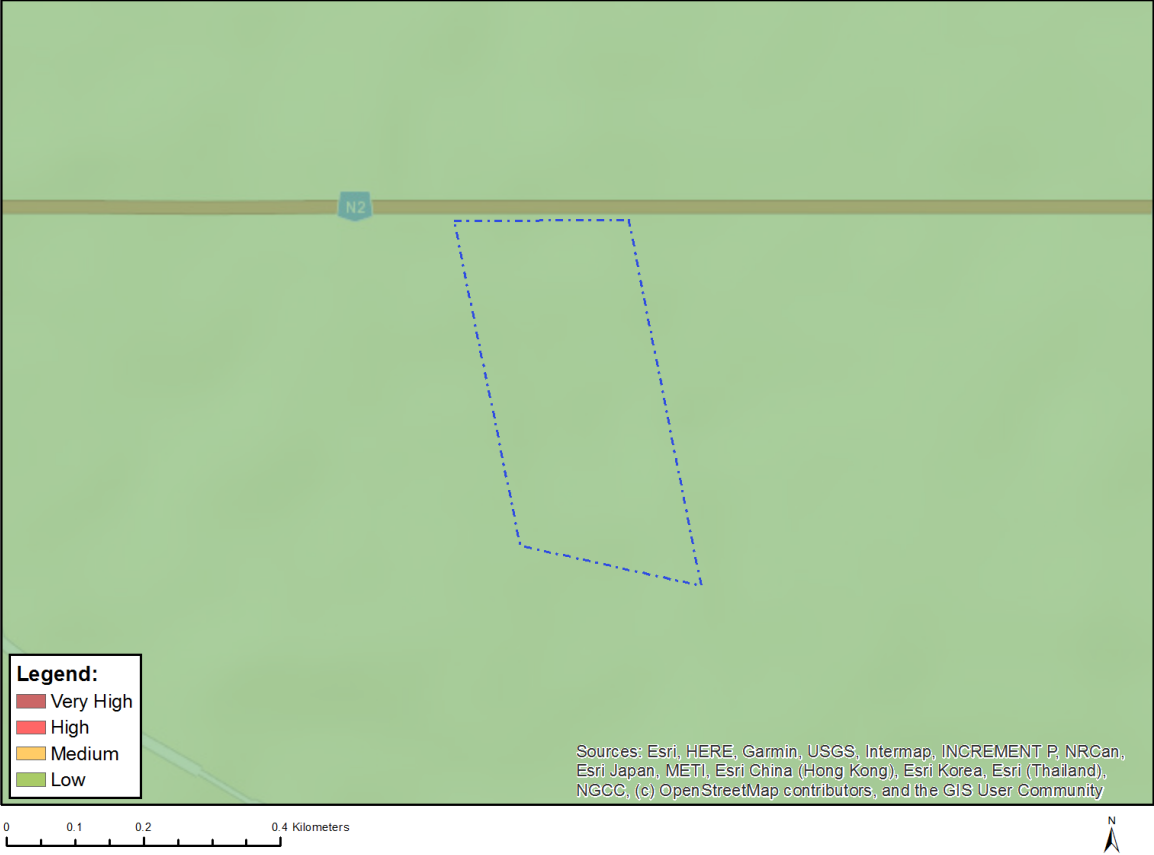 N2
Legend:
Very High
High
Medium
Low
Sources: Esri, HERE, Garmin, USGS, Intermap, INCREMENT P, NRCan,
Esri Japan, METI, Esri China (Hong Kong), Esri Korea, Esri (Thailand),
NGCC, (c) OpenStreetMap contributors, and the GIS User Community
0 0.1 0.2 0.4 Kilometers
N